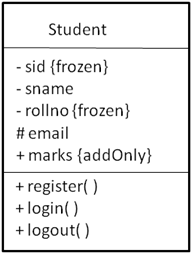 Student
- sid {frozen}
- sname
- rollno {frozen}
# email
+ marks {addOnly}
+ register( )
+ login( )
+ logout( )